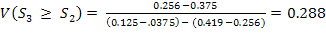 V(S₃ ≥ S₂) = 0.256−0.375 / (0.125−.0375)−(0.419−0.256) = 0.288